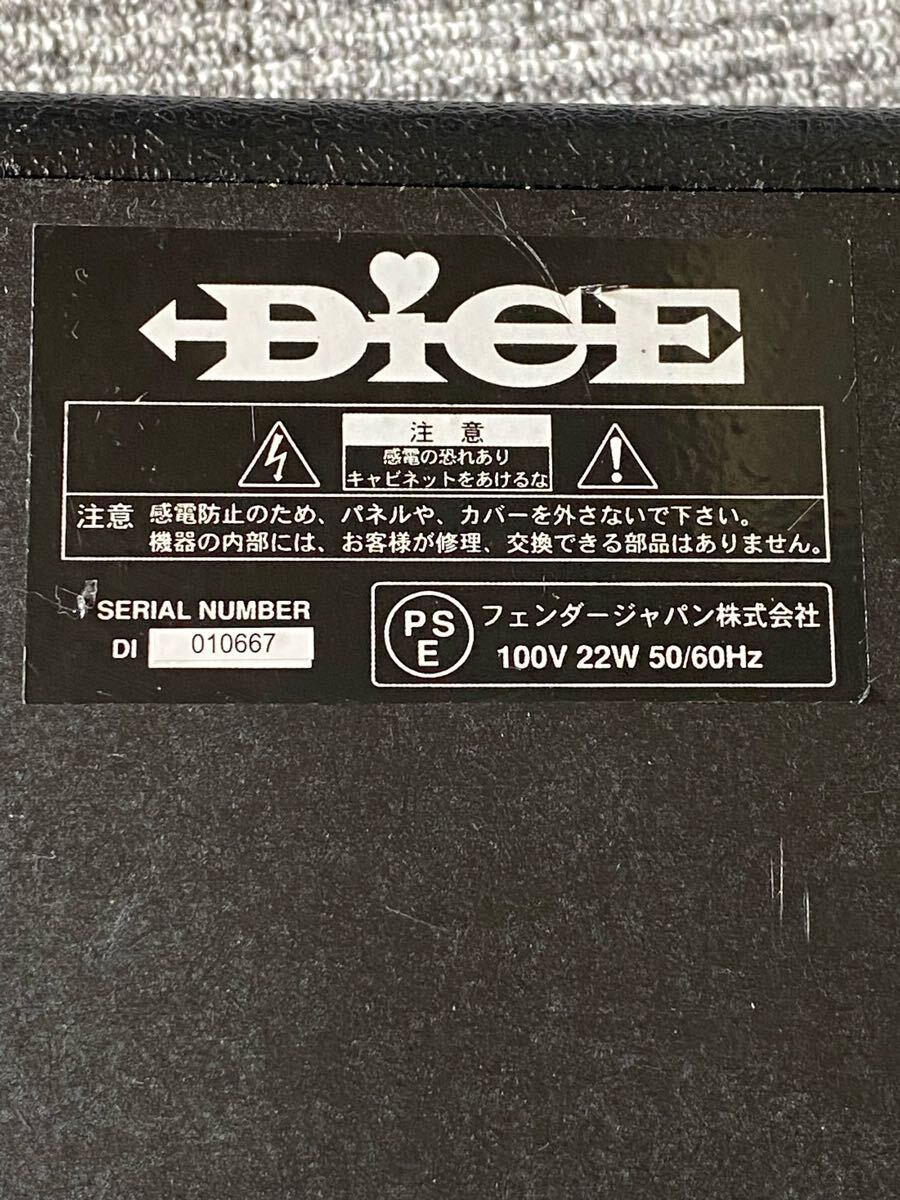 DiCE
注 意
感電の恐れあり
キャビネットをあけるな
注意 感電防止のため、パネルや、カバーを外さないで下さい。
機器の内部には、お客様が修理、交換できる部品はありません。
SERIAL NUMBER
DI 010667
PS
E
フェンダージャパン株式会社
100V 22W 50/60Hz